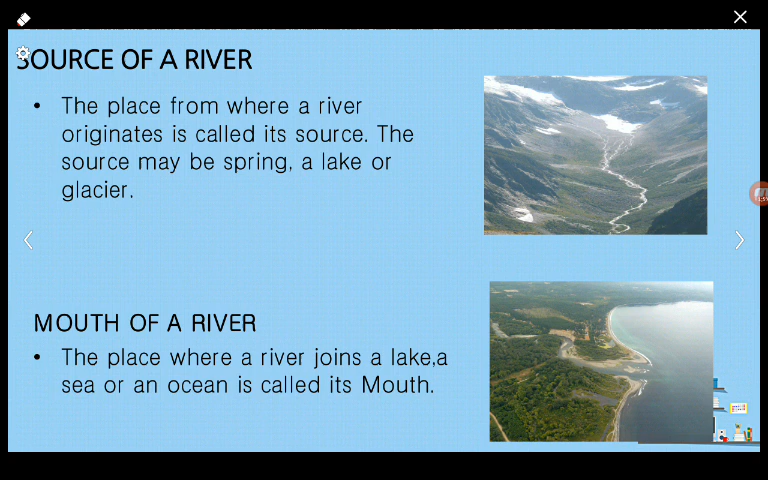 SOURCE OF A RIVER
• The place from where a river
originates is called its source. The
source may be spring, a lake or
glacier.
MOUTH OF A RIVER
• The place where a river joins a lake,a
sea or an ocean is called its Mouth.